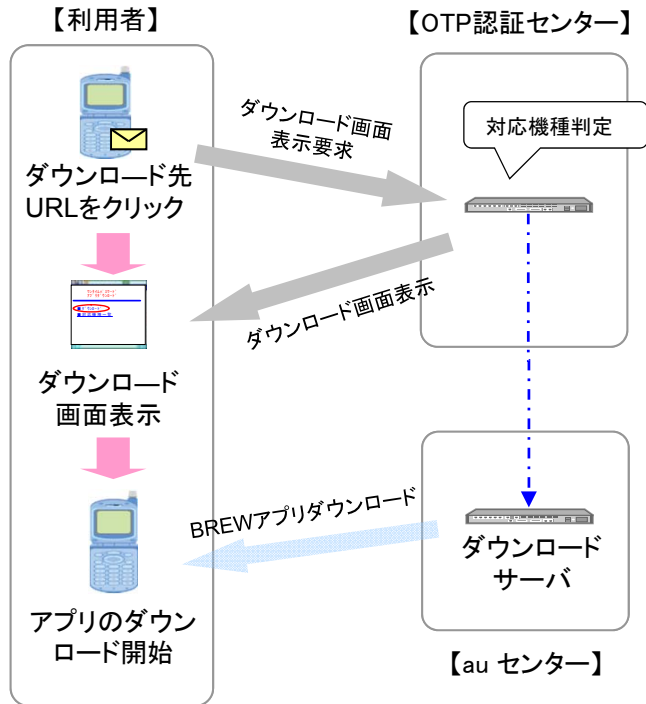 【利用者】
【OTP認証センター】
ダウンロード画面
表示要求
対応機種判定
ダウンロード先
URLをクリック
ダウンロード画面表示
ダウンロード
画面表示
BREWアプリダウンロード
ダウンロード
サーバ
アプリのダウン
ロード開始
【au センター】